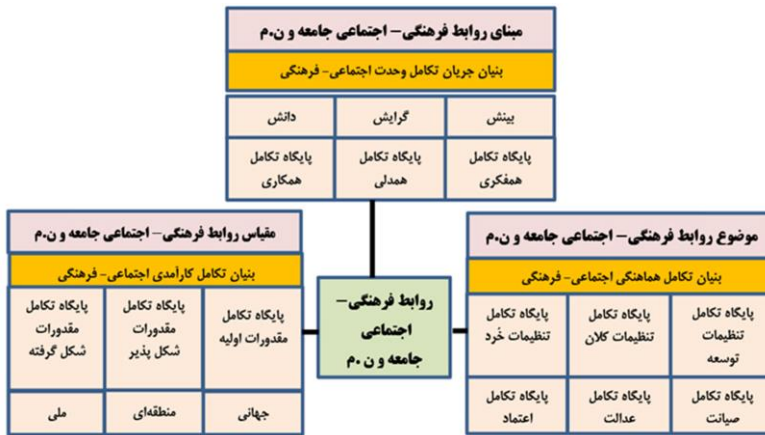 مبنای روابط فرهنگی– اجتماعی جامعه و ن.م
بنیان جریان تکامل وحدت اجتماعی- فرهنگی
بینش
گرایش
دانش
پایگاه تکامل
همفکری
پایگاه تکامل
همدلی
پایگاه تکامل
همکاری
موضوع روابط فرهنگی– اجتماعی جامعه و ن.م
بنیان تکامل هماهنگی اجتماعی- فرهنگی
پایگاه تکامل
تنظیمات
توسعه
پایگاه تکامل
تنظیمات کلان
پایگاه تکامل
تنظیمات خُرد
پایگاه تکامل
صیانت
پایگاه تکامل
عدالت
پایگاه تکامل
اعتماد
روابط فرهنگی–
اجتماعی
جامعه و ن .م
مقیاس روابط فرهنگی– اجتماعی جامعه و ن.م
بنیان تکامل کارآمدی اجتماعی- فرهنگی
پایگاه تکامل
مقدورات اولیه
پایگاه تکامل
مقدورات
شکل پذیر
پایگاه تکامل
مقدورات
شکل گرفته
جهانی
منطقه‌ای
ملی